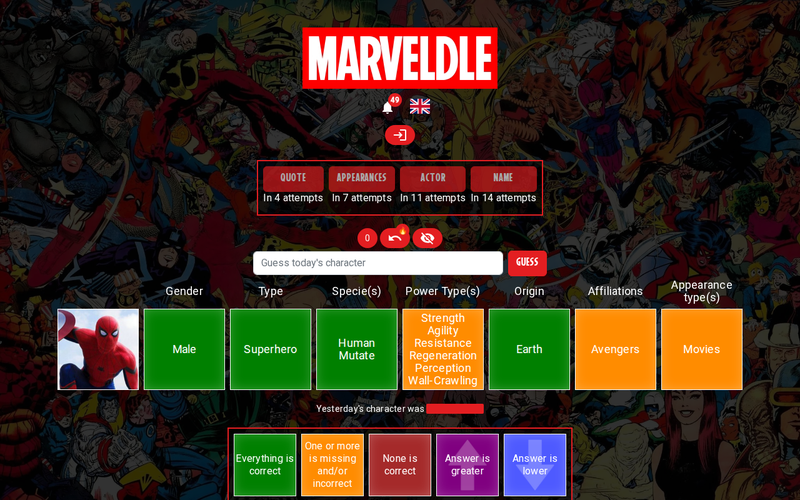 MARVELDLE
49
QUOTE APPEARANCES ACTOR NAME
In 4 attempts In 7 attempts In 11 attempts In 14 attempts
0
Guess today's character GUESS
Gender Type Specie(s) Power Type(s) Origin Affiliations Appearance
type(s)
Male Superhero Human
Mutate
Strength
Agility
Resistance
Regeneration
Perception
Wall-Crawling
Earth Avengers Movies
Yesterday's character was
Everything is
correct
One or more
is missing
and/or
incorrect
None is
correct
Answer is
greater
Answer is
lower